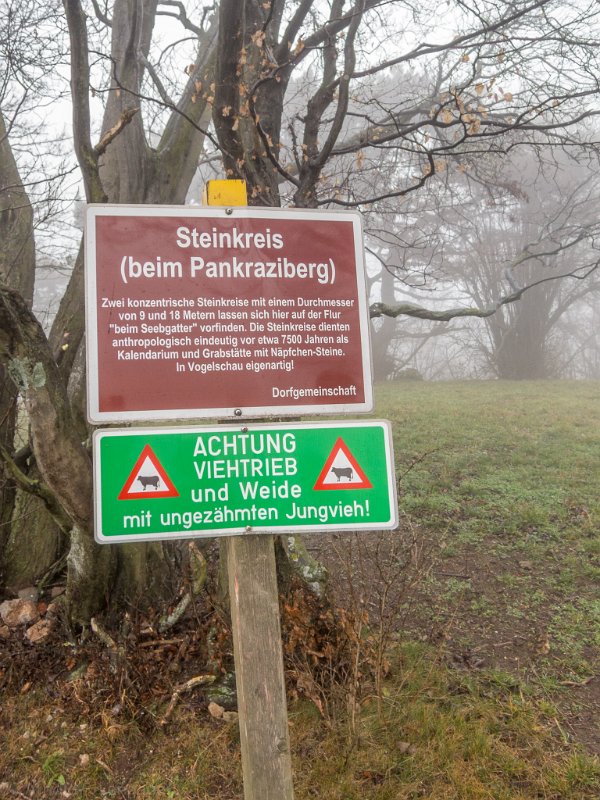 Steinkreis
(beim Pankraziberg)
Zwei konzentrische Steinkreise mit einem Durchmesser
von 9 und 18 Metern lassen sich hier auf der Flur
"beim Seebgatter" vorfinden. Die Steinkreise dienten
anthropologisch eindeutig vor etwa 7500 Jahren als
Kalendarium und Grabstätte mit Näpfchen-Steine.
In Vogelschau eigenartig!
Dorfgemeinschaft
ACHTUNG
VIEHTRIEB
und Weide
mit ungezähmten Jungvieh!